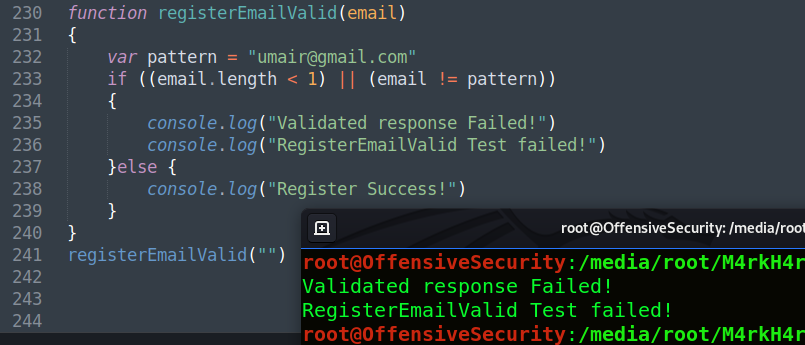 230 function registerEmailValid(email)
231 {
232     var pattern = "umair@gmail.com"
233     if ((email.length < 1) || (email != pattern))
234     {
235         console.log("Validated response Failed!")
236         console.log("RegisterEmailValid Test failed!")
237     }else {
238         console.log("Register Success!")
239     }
240 }
241 registerEmailValid("")
242
243
244
root@OffensiveSecurity: /media/root
root@OffensiveSecurity:/media/root/M4rkH4r
Validated response Failed!
RegisterEmailValid Test failed!
root@OffensiveSecurity:/media/root/M4rkH4r